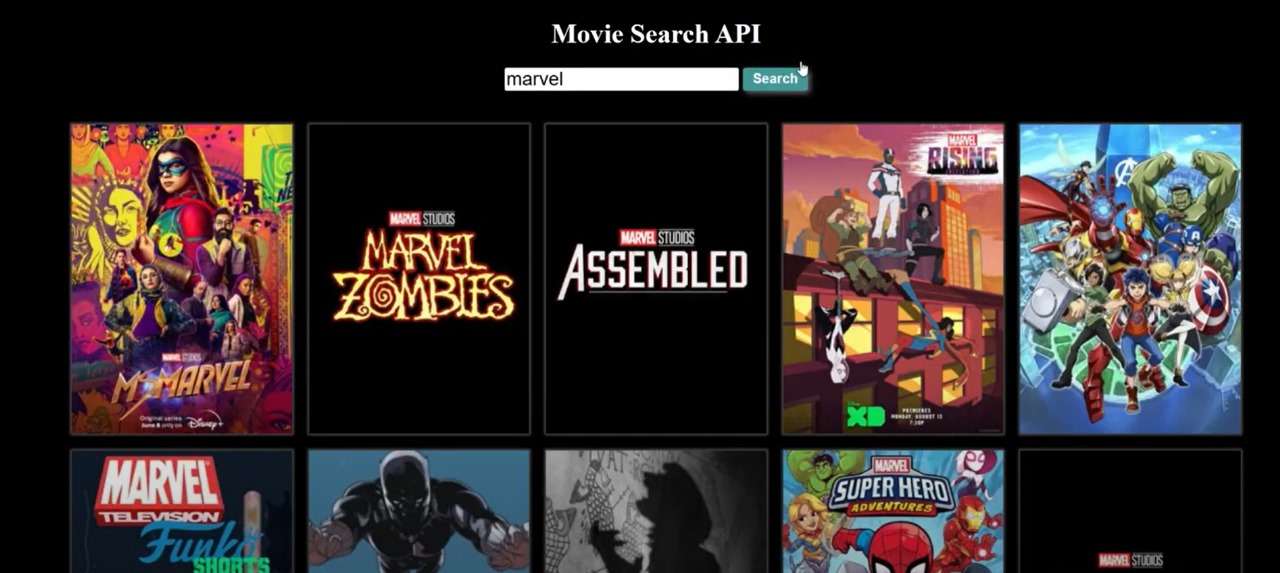 Movie Search API
marvel
Search
MARVEL STUDIOS
MS MARVEL
Original series
June 8 only on Disney+
MARVEL STUDIOS
MARVEL
ZOMBIES
MARVEL STUDIOS
ASSEMBLED
MARVEL
RISING
Disney
XD
PREMIERES
MONDAY, AUGUST 13
A
MARVEL
TELEVISION
Funko
SHORTS
MARVEL
SUPER HERO
ADVENTURES
MARVEL STUDIOS